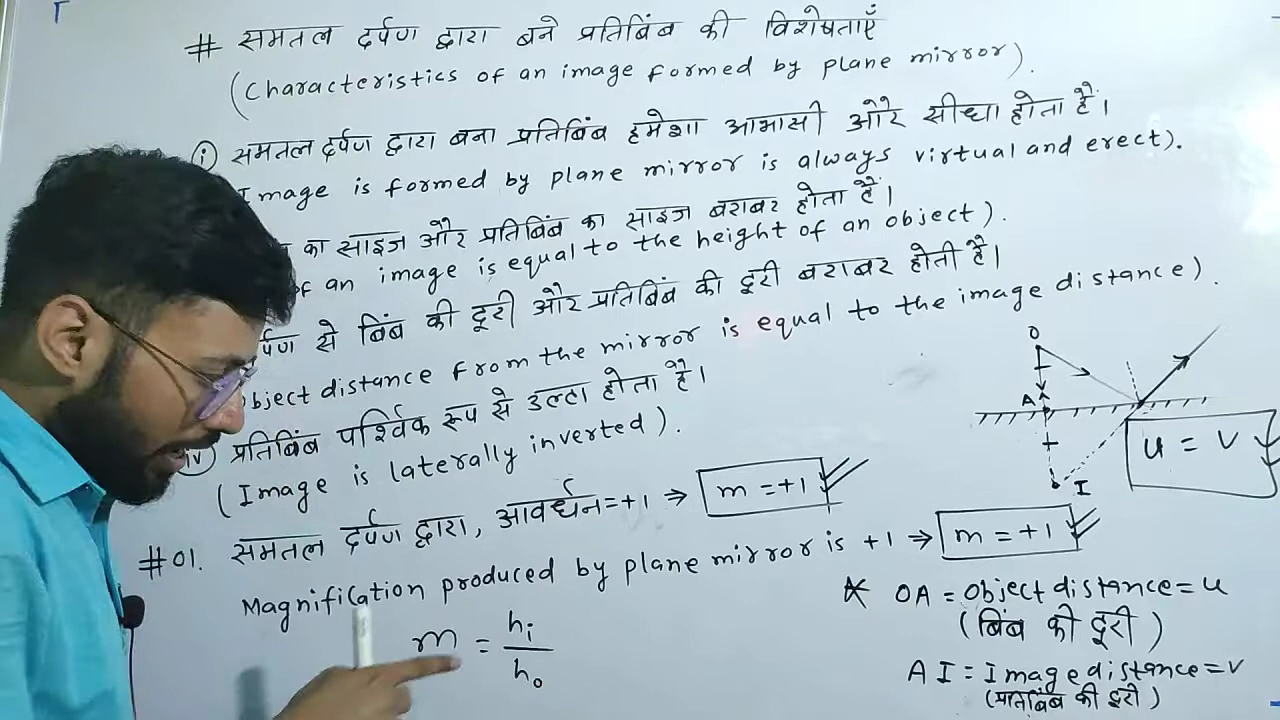 # समतल दर्पण द्वारा बने प्रतिबिंब की विशेषताएँ
(Characteristics of an image formed by plane mirror).
i समतल दर्पण द्वारा बना प्रतिबिंब हमेशा आभासी और सीधा होता है।
Image is formed by plane mirror is always virtual and erect).
का साइज और प्रतिबिंब का साइज बराबर होता है।
of an image is equal to the height of an object).
से बिंब की दूरी और प्रतिबिंब की दूरी बराबर होती है।
object distance from the mirror is equal to the image distance).
iv प्रतिबिंब पार्श्विक रूप से उल्टा होता है।
(Image is laterally inverted).
#01. समतल दर्पण द्वारा, आवर्धन=+1 ⇒ m = +1
Magnification produced by plane mirror is +1 ⇒ m = +1
m = hi/ho
O
A
I
u = v
* OA = Object distance = u
(बिंब की दूरी)
AI = Image distance = v
(प्रतिबिंब की दूरी)